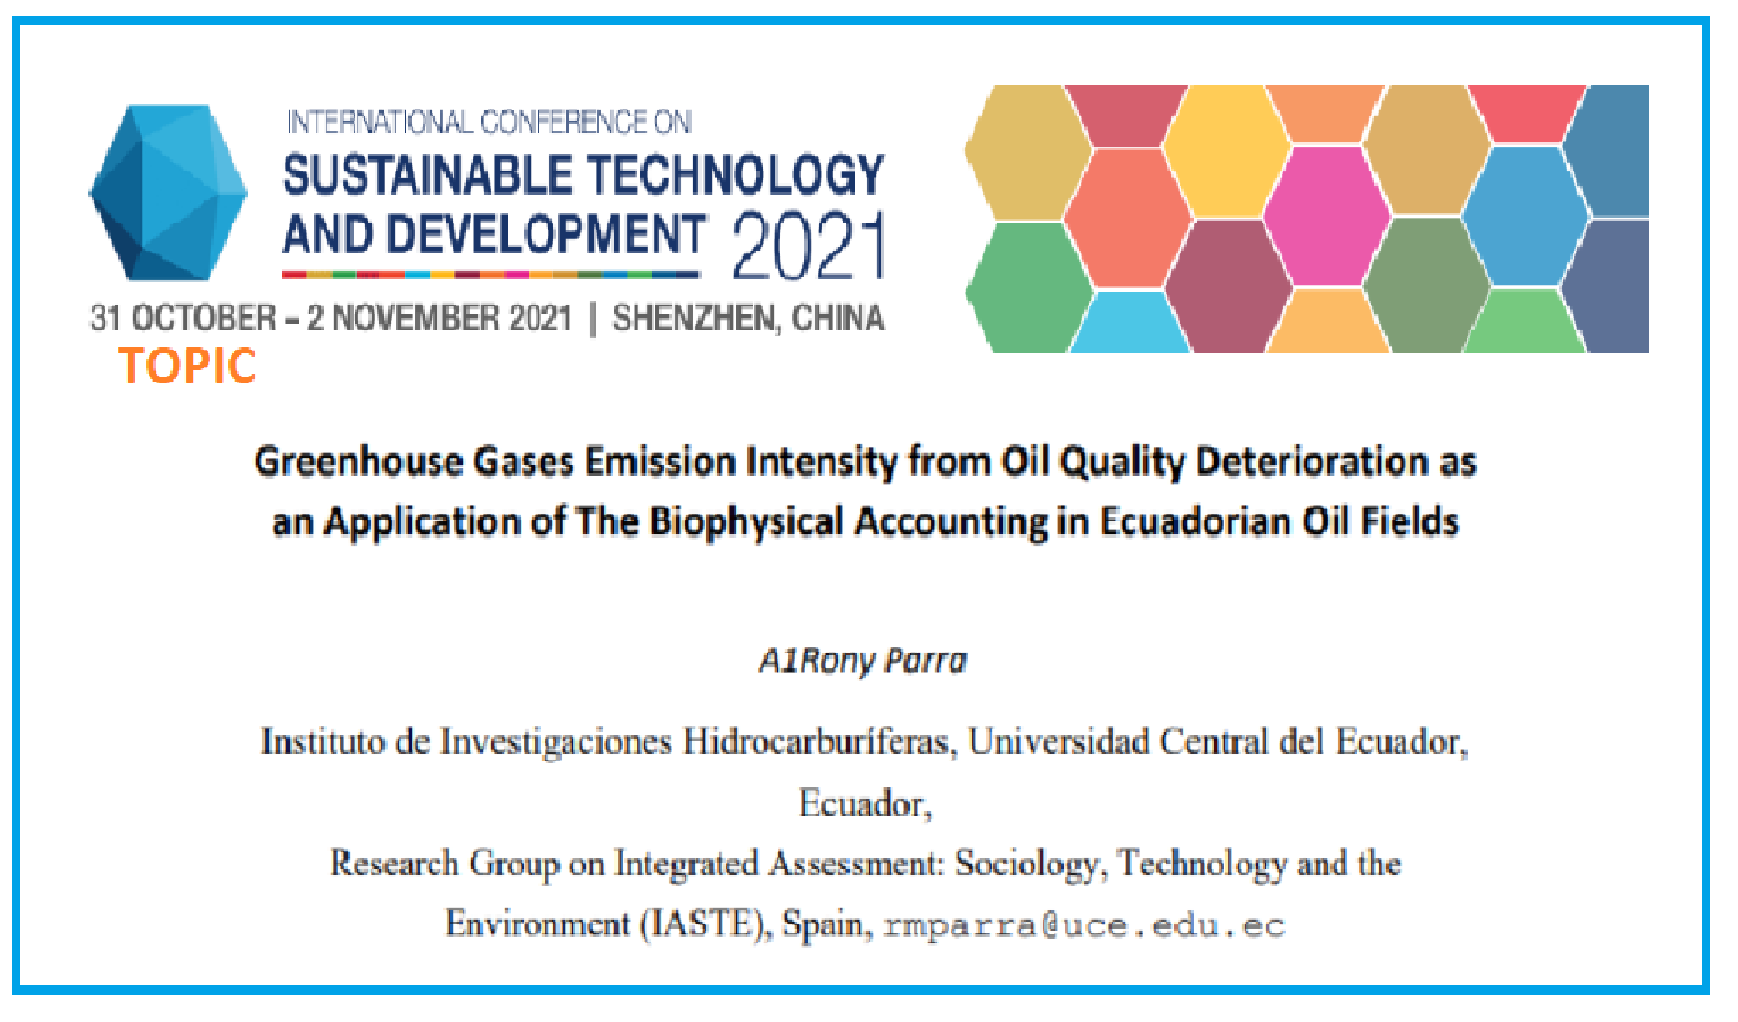 INTERNATIONAL CONFERENCE ON
SUSTAINABLE TECHNOLOGY
AND DEVELOPMENT 2021
31 OCTOBER – 2 NOVEMBER 2021 | SHENZHEN, CHINA
TOPIC
Greenhouse Gases Emission Intensity from Oil Quality Deterioration as
an Application of The Biophysical Accounting in Ecuadorian Oil Fields
A1Rony Parra
Instituto de Investigaciones Hidrocarburíferas, Universidad Central del Ecuador,
Ecuador,
Research Group on Integrated Assessment: Sociology, Technology and the
Environment (IASTE), Spain, rmparra@uce.edu.ec